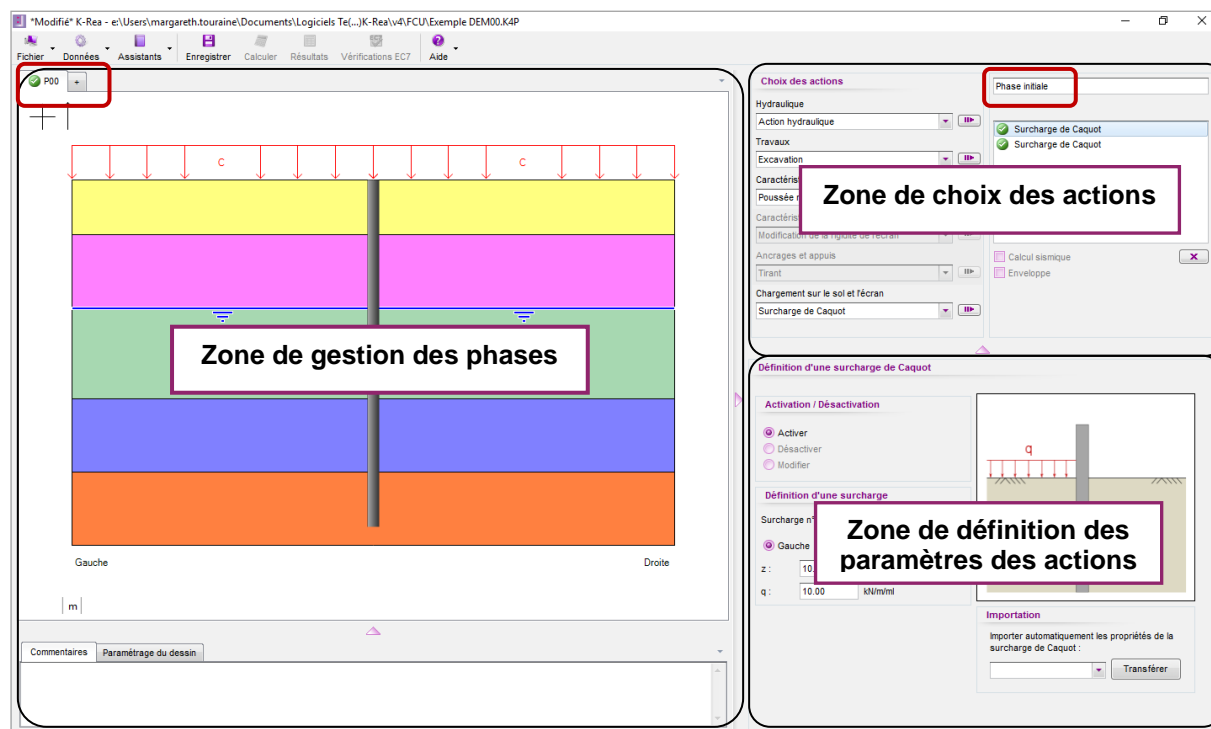 *Modifié* K-Rea - e:\Users\margareth.touraine\Documents\Logiciels Te(...)K-Rea\v4\FCU\Exemple DEM00.K4P
Fichier Données Assistants Enregistrer Calculer Résultats Vérifications EC7 Aide
P00 +
C C
Zone de gestion des phases
Gauche Droite
m
Commentaires Paramétrage du dessin
Choix des actions
Phase initiale
Hydraulique
Action hydraulique
Surcharge de Caquot
Surcharge de Caquot
Travaux
Excavation
Zone de choix des actions
Poussée
Modification de la rigidité de l'écran
Ancrages et appuis
Tirant
Calcul sismique
Enveloppe
Chargement sur le sol et l'écran
Surcharge de Caquot
Définition d'une surcharge de Caquot
Activation / Désactivation
Activer
Désactiver
Modifier
q
Définition d'une surcharge
Surcharge n°
Gauche
z : 10.
q : 10.00 kN/m/ml
Zone de définition des
paramètres des actions
Importation
Importer automatiquement les propriétés de la
surcharge de Caquot :
Transférer